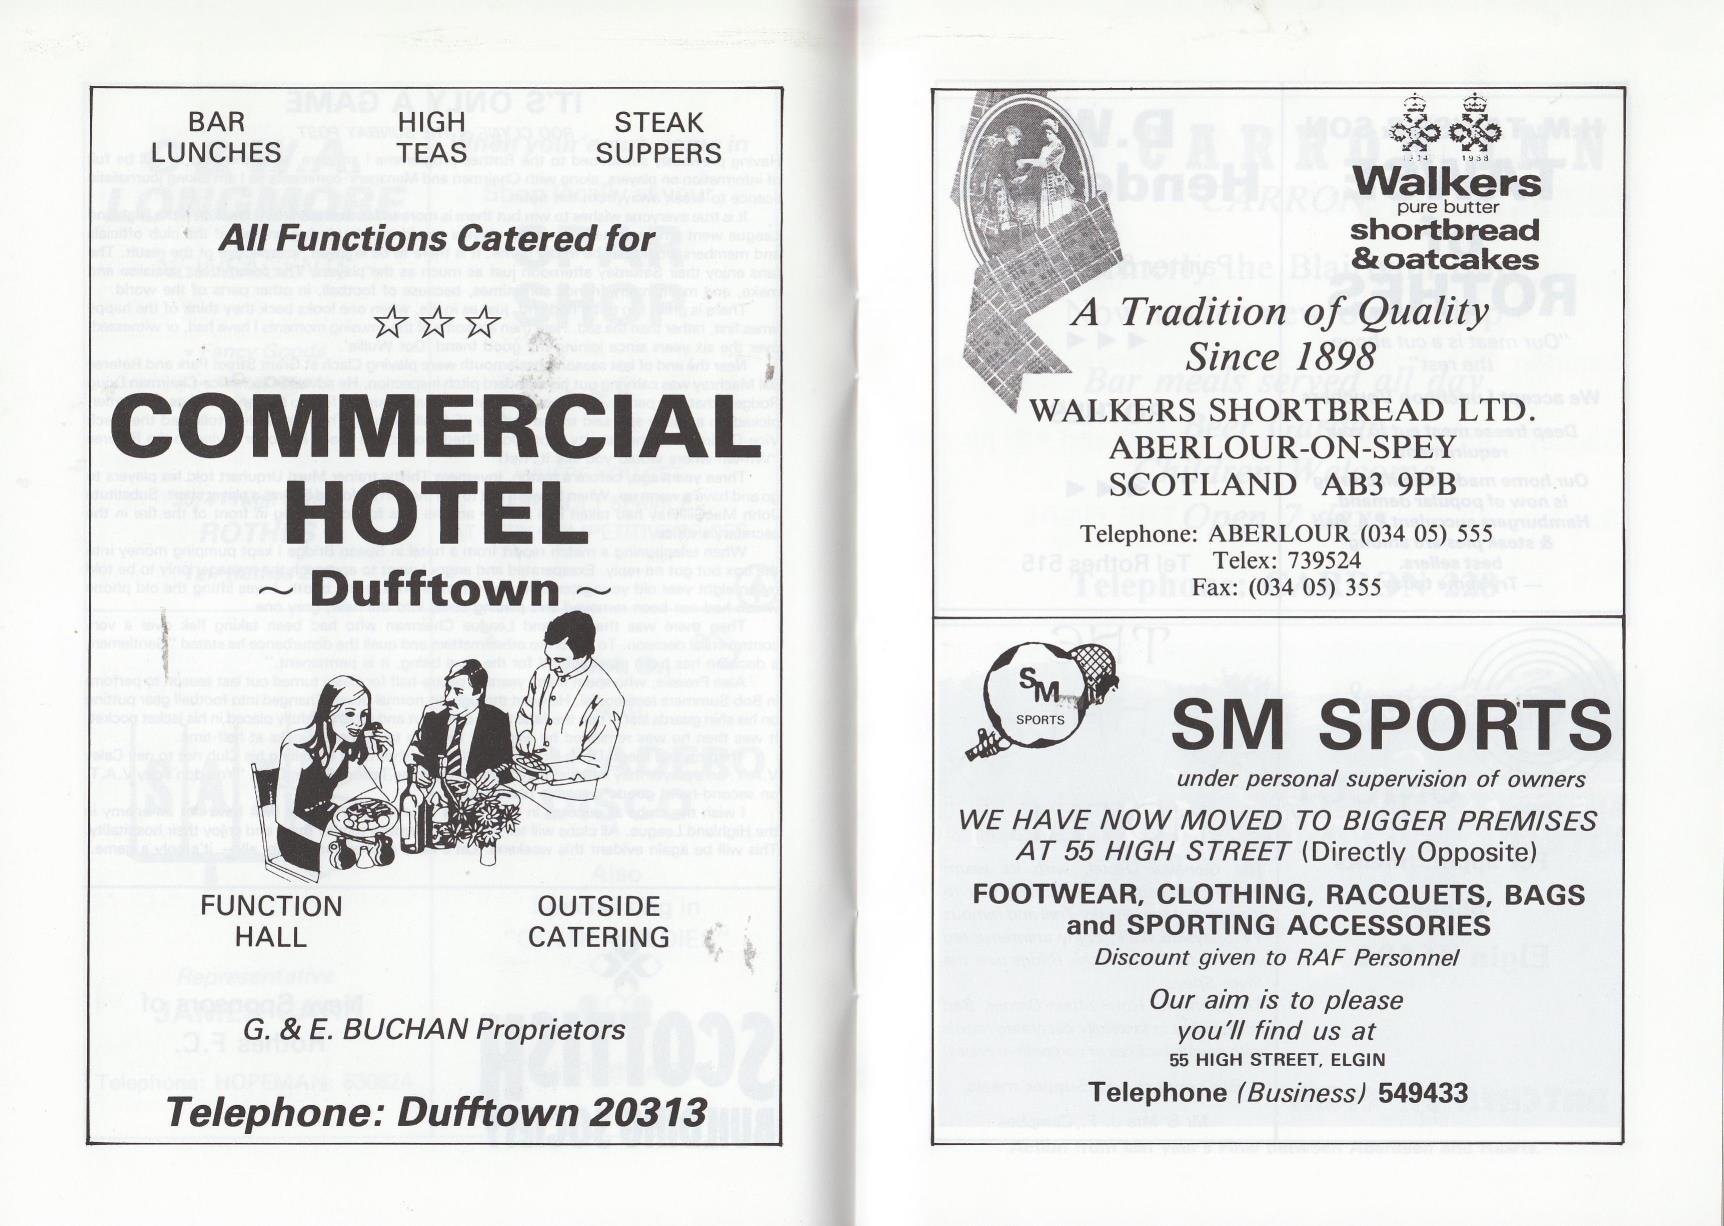 BAR
LUNCHES
HIGH
TEAS
STEAK
SUPPERS
All Functions Catered for
COMMERCIAL
HOTEL
~ Dufftown ~
FUNCTION
HALL
OUTSIDE
CATERING
G. & E. BUCHAN Proprietors
Telephone: Dufftown 20313
Walkers
pure butter
shortbread
& oatcakes
A Tradition of Quality
Since 1898
WALKERS SHORTBREAD LTD.
ABERLOUR-ON-SPEY
SCOTLAND AB3 9PB
Telephone: ABERLOUR (034 05) 555
Telex: 739524
Fax: (034 05) 355
SM
SPORTS
SM SPORTS
under personal supervision of owners
WE HAVE NOW MOVED TO BIGGER PREMISES
AT 55 HIGH STREET (Directly Opposite)
FOOTWEAR, CLOTHING, RACQUETS, BAGS
and SPORTING ACCESSORIES
Discount given to RAF Personnel
Our aim is to please
you'll find us at
55 HIGH STREET, ELGIN
Telephone (Business) 549433